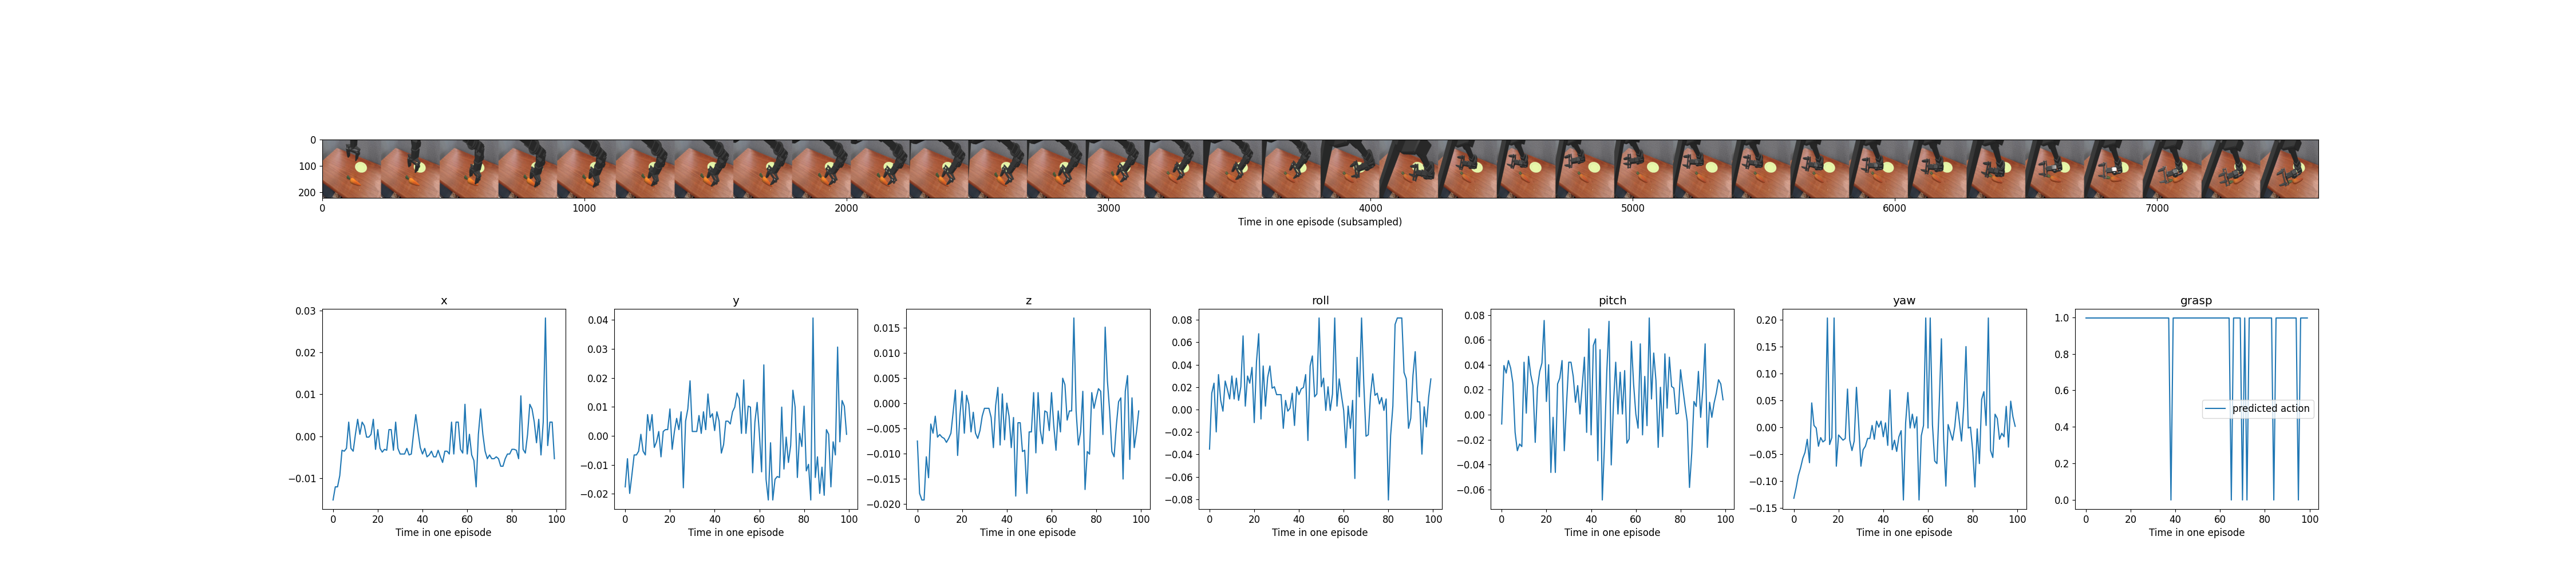 0
100
200
0 1000 2000 3000 4000 5000 6000 7000
Time in one episode (subsampled)
x
0.03
0.02
0.01
0.00
−0.01
0 20 40 60 80 100
Time in one episode
y
0.04
0.03
0.02
0.01
0.00
−0.01
−0.02
0 20 40 60 80 100
Time in one episode
z
0.015
0.010
0.005
0.000
−0.005
−0.010
−0.015
−0.020
0 20 40 60 80 100
Time in one episode
roll
0.08
0.06
0.04
0.02
0.00
−0.02
−0.04
−0.06
−0.08
0 20 40 60 80 100
Time in one episode
pitch
0.08
0.06
0.04
0.02
0.00
−0.02
−0.04
−0.06
0 20 40 60 80 100
Time in one episode
yaw
0.20
0.15
0.10
0.05
0.00
−0.05
−0.10
−0.15
0 20 40 60 80 100
Time in one episode
grasp
1.0
0.8
0.6
0.4
0.2
0.0
predicted action
0 20 40 60 80 100
Time in one episode